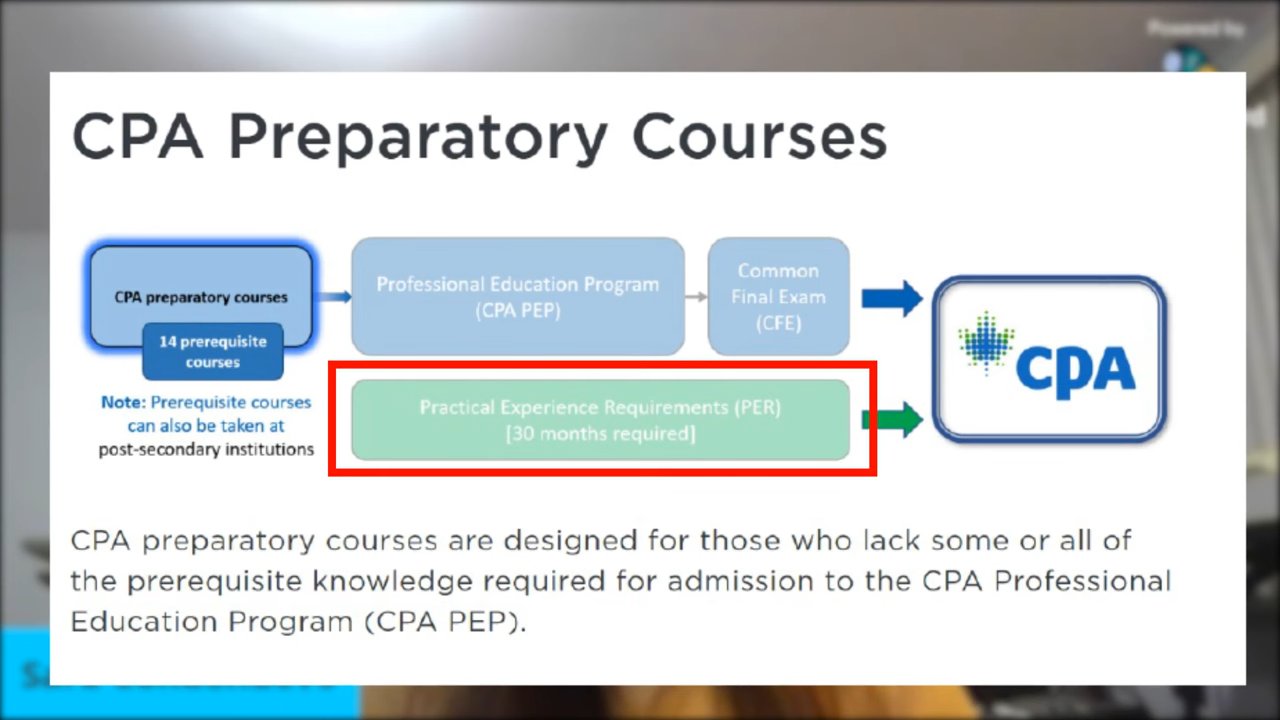 Powered by
CPA Preparatory Courses
CPA preparatory courses
14 prerequisite
courses
Note: Prerequisite courses
can also be taken at
post-secondary institutions
Professional Education Program
(CPA PEP)
Common
Final Exam
(CFE)
Practical Experience Requirements (PER)
[30 months required]
cpa
CPA preparatory courses are designed for those who lack some or all of
the prerequisite knowledge required for admission to the CPA Professional
Education Program (CPA PEP).